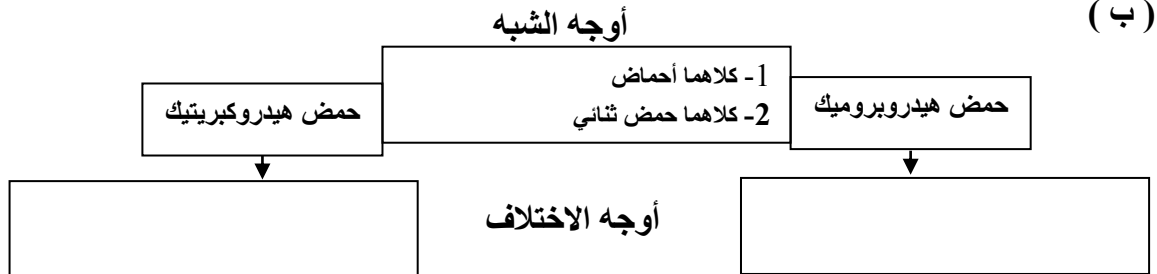 ( ب )
أوجه الشبه
1- كلاهما أحماض
2- كلاهما حمض ثنائي
حمض هيدروبروميك
حمض هيدروكبريتيك
أوجه الاختلاف